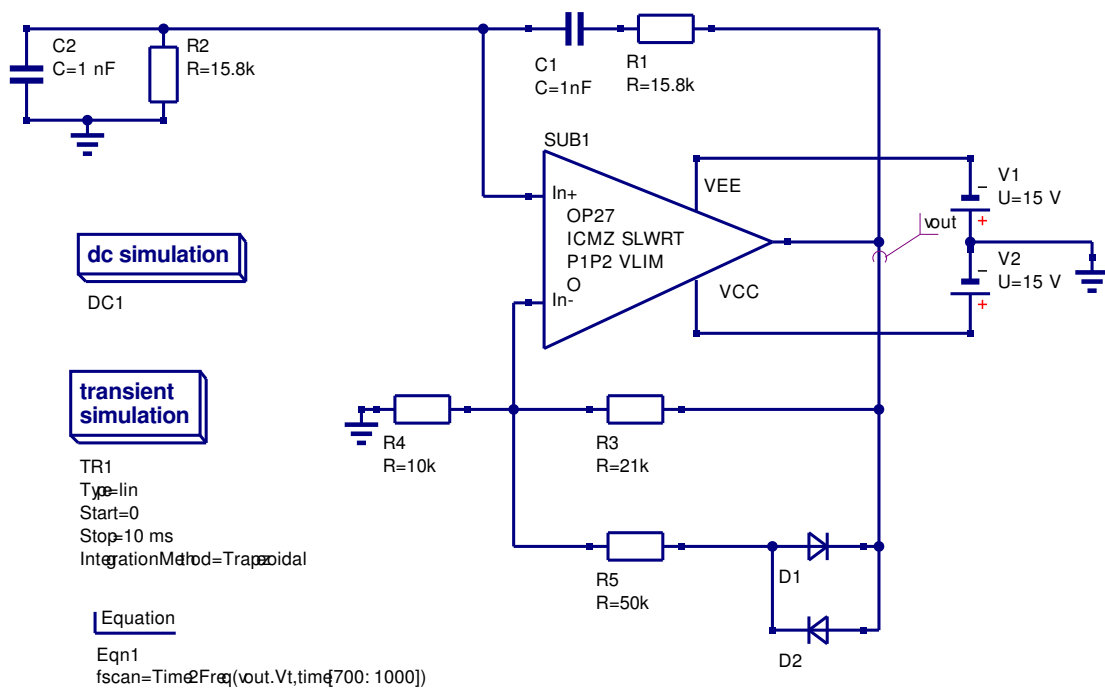 C2
C=1 nF
R2
R=15.8k
C1
C=1nF
R1
R=15.8k
SUB1
In+
OP27
ICMZ SLWRT
P1P2 VLIM
O
In-
VEE
VCC
vout
V1
U=15 V
−
+
V2
U=15 V
−
+
dc simulation
DC1
transient
simulation
TR1
Type=lin
Start=0
Stop=10 ms
IntegrationMethod=Trapezoidal
R4
R=10k
R3
R=21k
R5
R=50k
D1
D2
Equation
Eqn1
fscan=Time2Freq(vout.Vt,time[700: 1000])